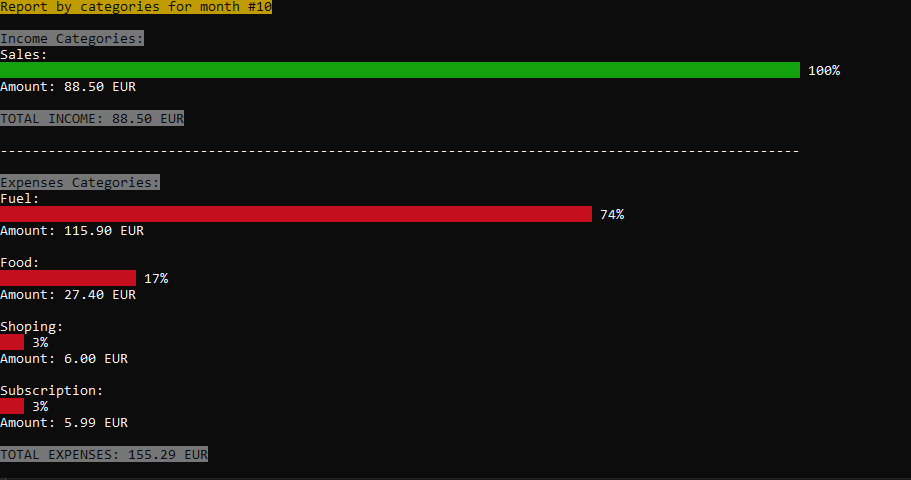 Report by categories for month #10
Income Categories:
Sales:
100%
Amount: 88.50 EUR
TOTAL INCOME: 88.50 EUR
----------------------------------------------------------------------------------------------------
Expenses Categories:
Fuel:
74%
Amount: 115.90 EUR
Food:
17%
Amount: 27.40 EUR
Shoping:
3%
Amount: 6.00 EUR
Subscription:
3%
Amount: 5.99 EUR
TOTAL EXPENSES: 155.29 EUR